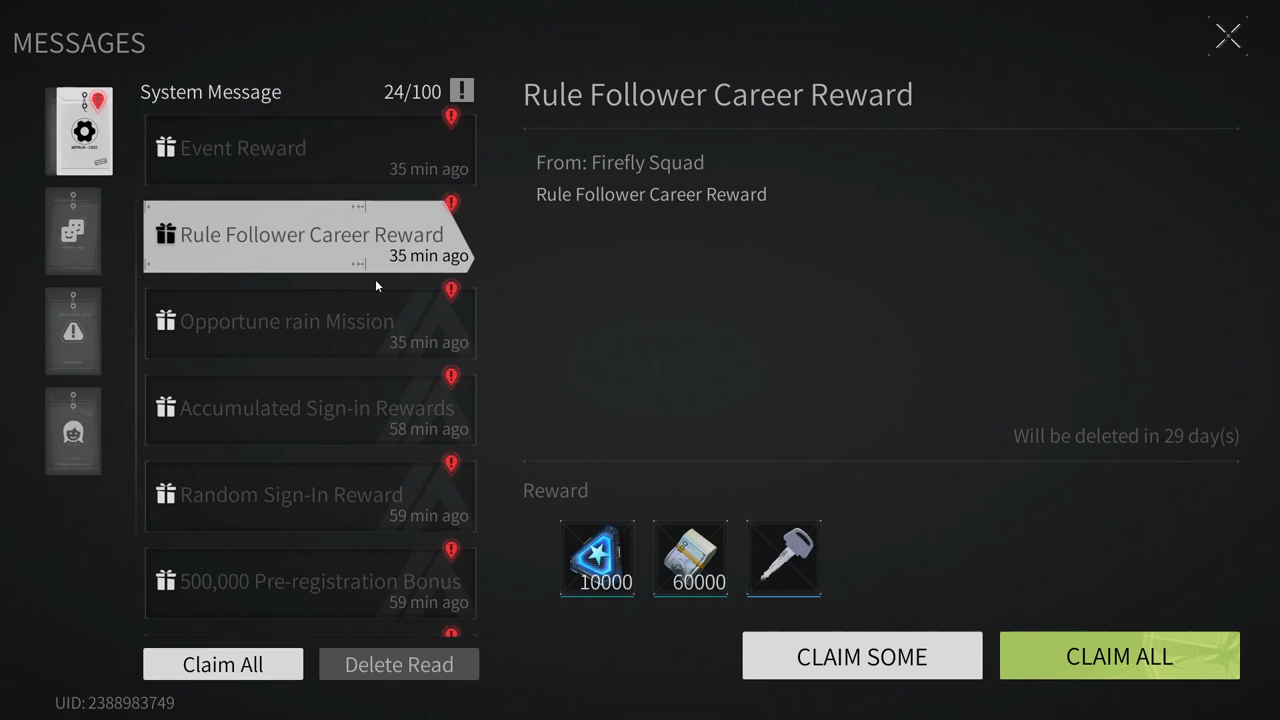 MESSAGES
System Message 24/100
Event Reward
35 min ago
Rule Follower Career Reward
35 min ago
Opportune rain Mission
35 min ago
Accumulated Sign-in Rewards
58 min ago
Random Sign-In Reward
59 min ago
500,000 Pre-registration Bonus
59 min ago
Claim All
Delete Read
UID: 2388983749
Rule Follower Career Reward
From: Firefly Squad
Rule Follower Career Reward
Will be deleted in 29 day(s)
Reward
10000
60000
CLAIM SOME
CLAIM ALL